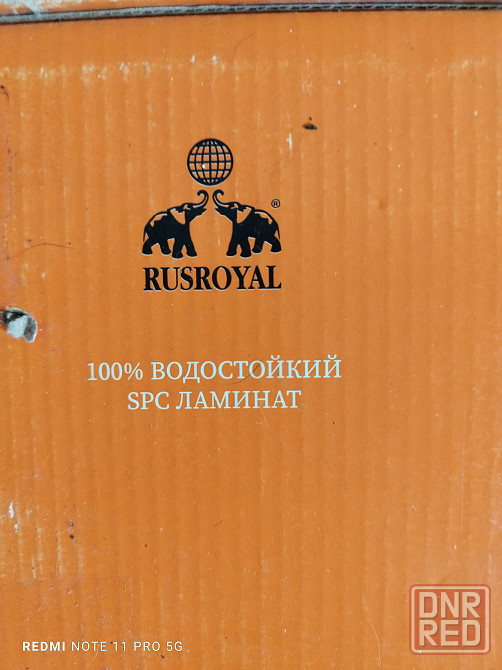 ®
RUSROYAL
100% ВОДОСТОЙКИЙ
SPC ЛАМИНАТ
REDMI NOTE 11 PRO 5G
DNR
RED